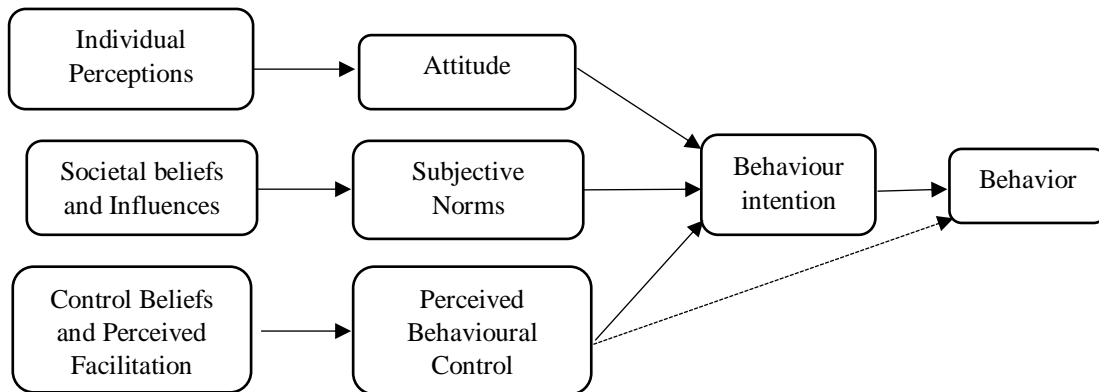 Individual
Perceptions
Attitude
Societal beliefs
and Influences
Subjective
Norms
Behaviour
intention
Behavior
Control Beliefs
and Perceived
Facilitation
Perceived
Behavioural
Control